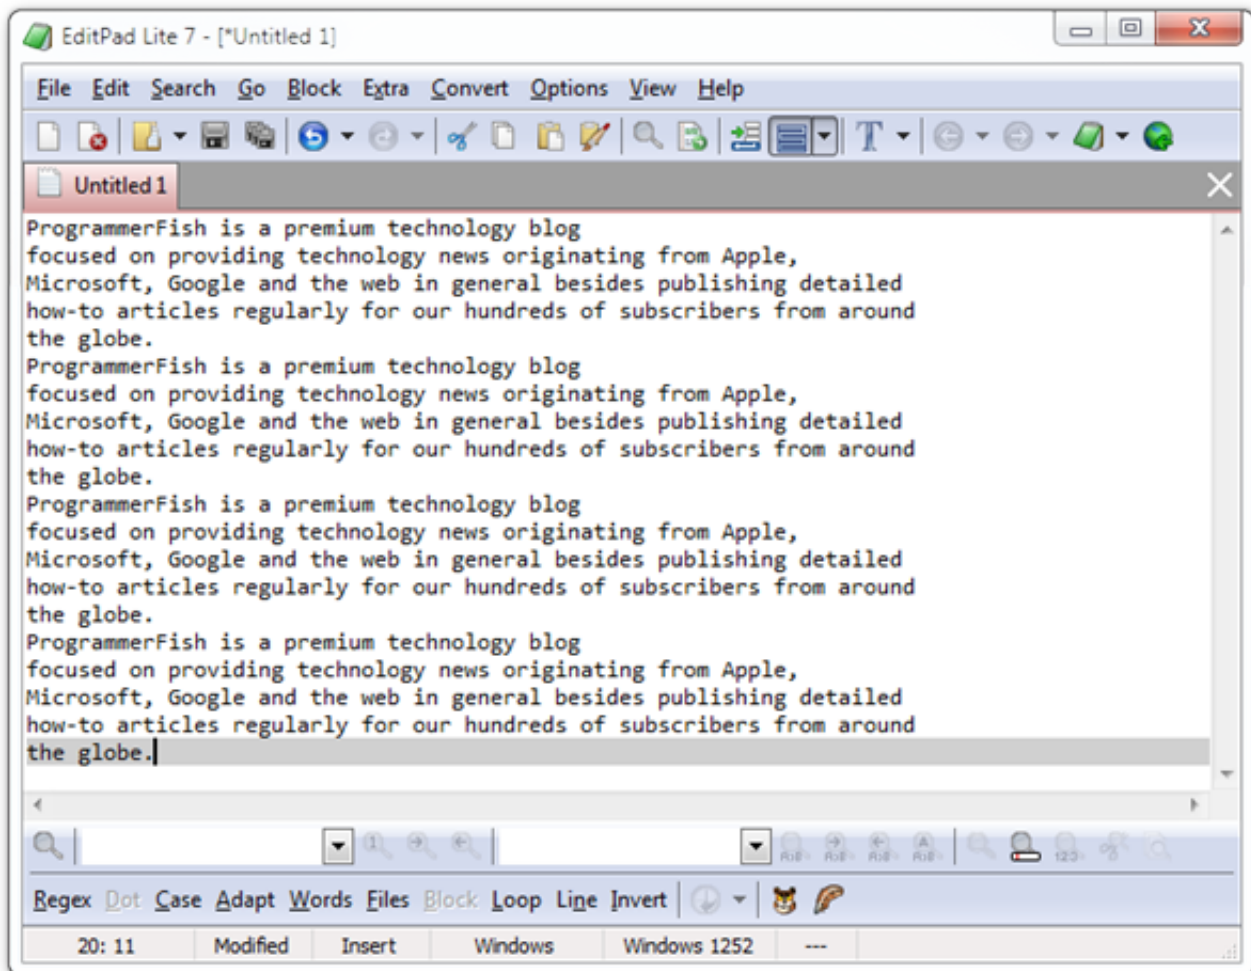 EditPad Lite 7 - [*Untitled 1]
File Edit Search Go Block Extra Convert Options View Help
Untitled 1
ProgrammerFish is a premium technology blog
focused on providing technology news originating from Apple,
Microsoft, Google and the web in general besides publishing detailed
how-to articles regularly for our hundreds of subscribers from around
the globe.
ProgrammerFish is a premium technology blog
focused on providing technology news originating from Apple,
Microsoft, Google and the web in general besides publishing detailed
how-to articles regularly for our hundreds of subscribers from around
the globe.
ProgrammerFish is a premium technology blog
focused on providing technology news originating from Apple,
Microsoft, Google and the web in general besides publishing detailed
how-to articles regularly for our hundreds of subscribers from around
the globe.
ProgrammerFish is a premium technology blog
focused on providing technology news originating from Apple,
Microsoft, Google and the web in general besides publishing detailed
how-to articles regularly for our hundreds of subscribers from around
the globe.
Regex Dot Case Adapt Words Files Block Loop Line Invert
20: 11 Modified Insert Windows Windows 1252 ---